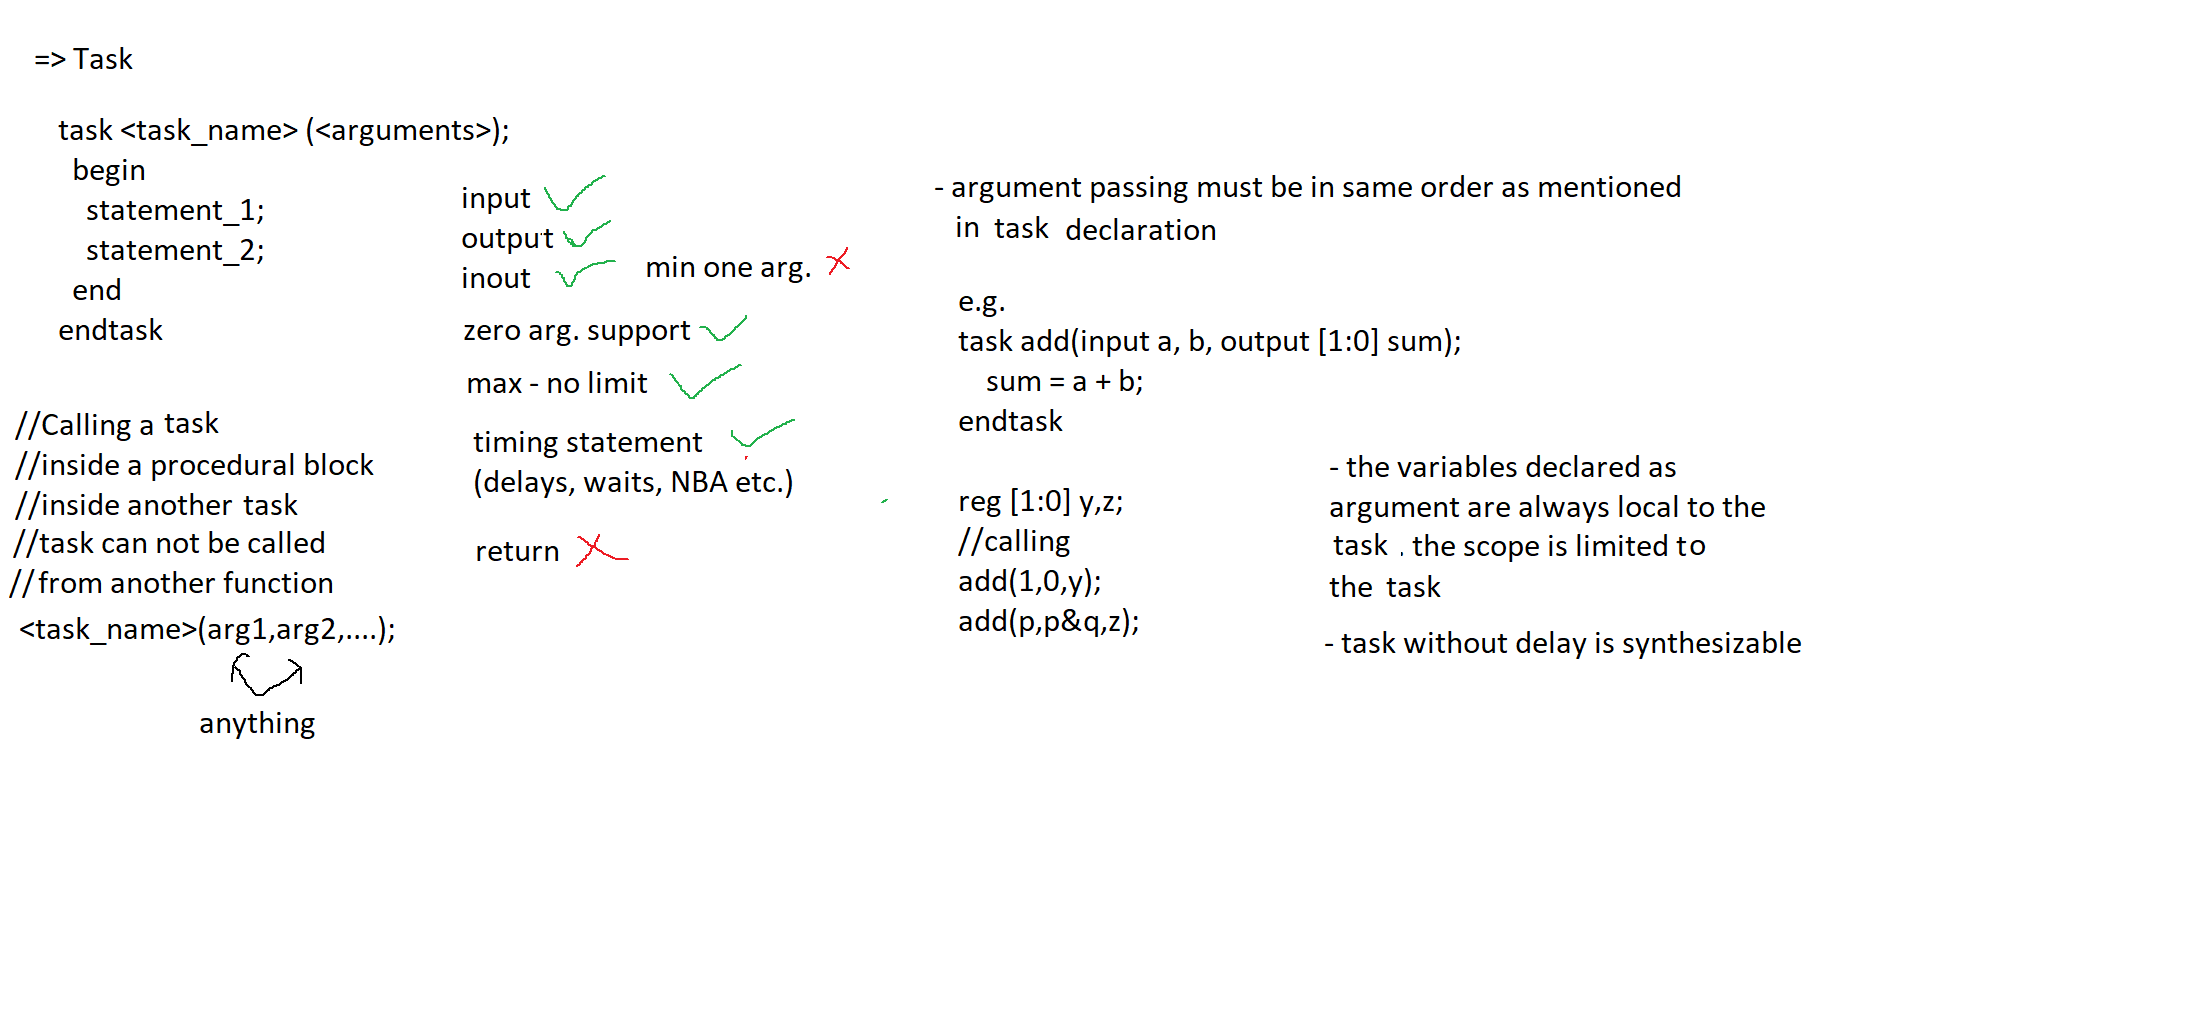 => Task
task <task_name> (<arguments>);
begin
statement_1;
statement_2;
end
endtask
//Calling a task
//inside a procedural block
//inside another task
//task can not be called
//from another function
<task_name>(arg1,arg2,....);
anything
input
output
inout
min one arg.
zero arg. support
max - no limit
timing statement
(delays, waits, NBA etc.)
return
- argument passing must be in same order as mentioned
in task declaration
e.g.
task add(input a, b, output [1:0] sum);
sum = a + b;
endtask
reg [1:0] y,z;
//calling
add(1,0,y);
add(p,p&q,z);
- the variables declared as
argument are always local to the
task . the scope is limited to
the task
- task without delay is synthesizable